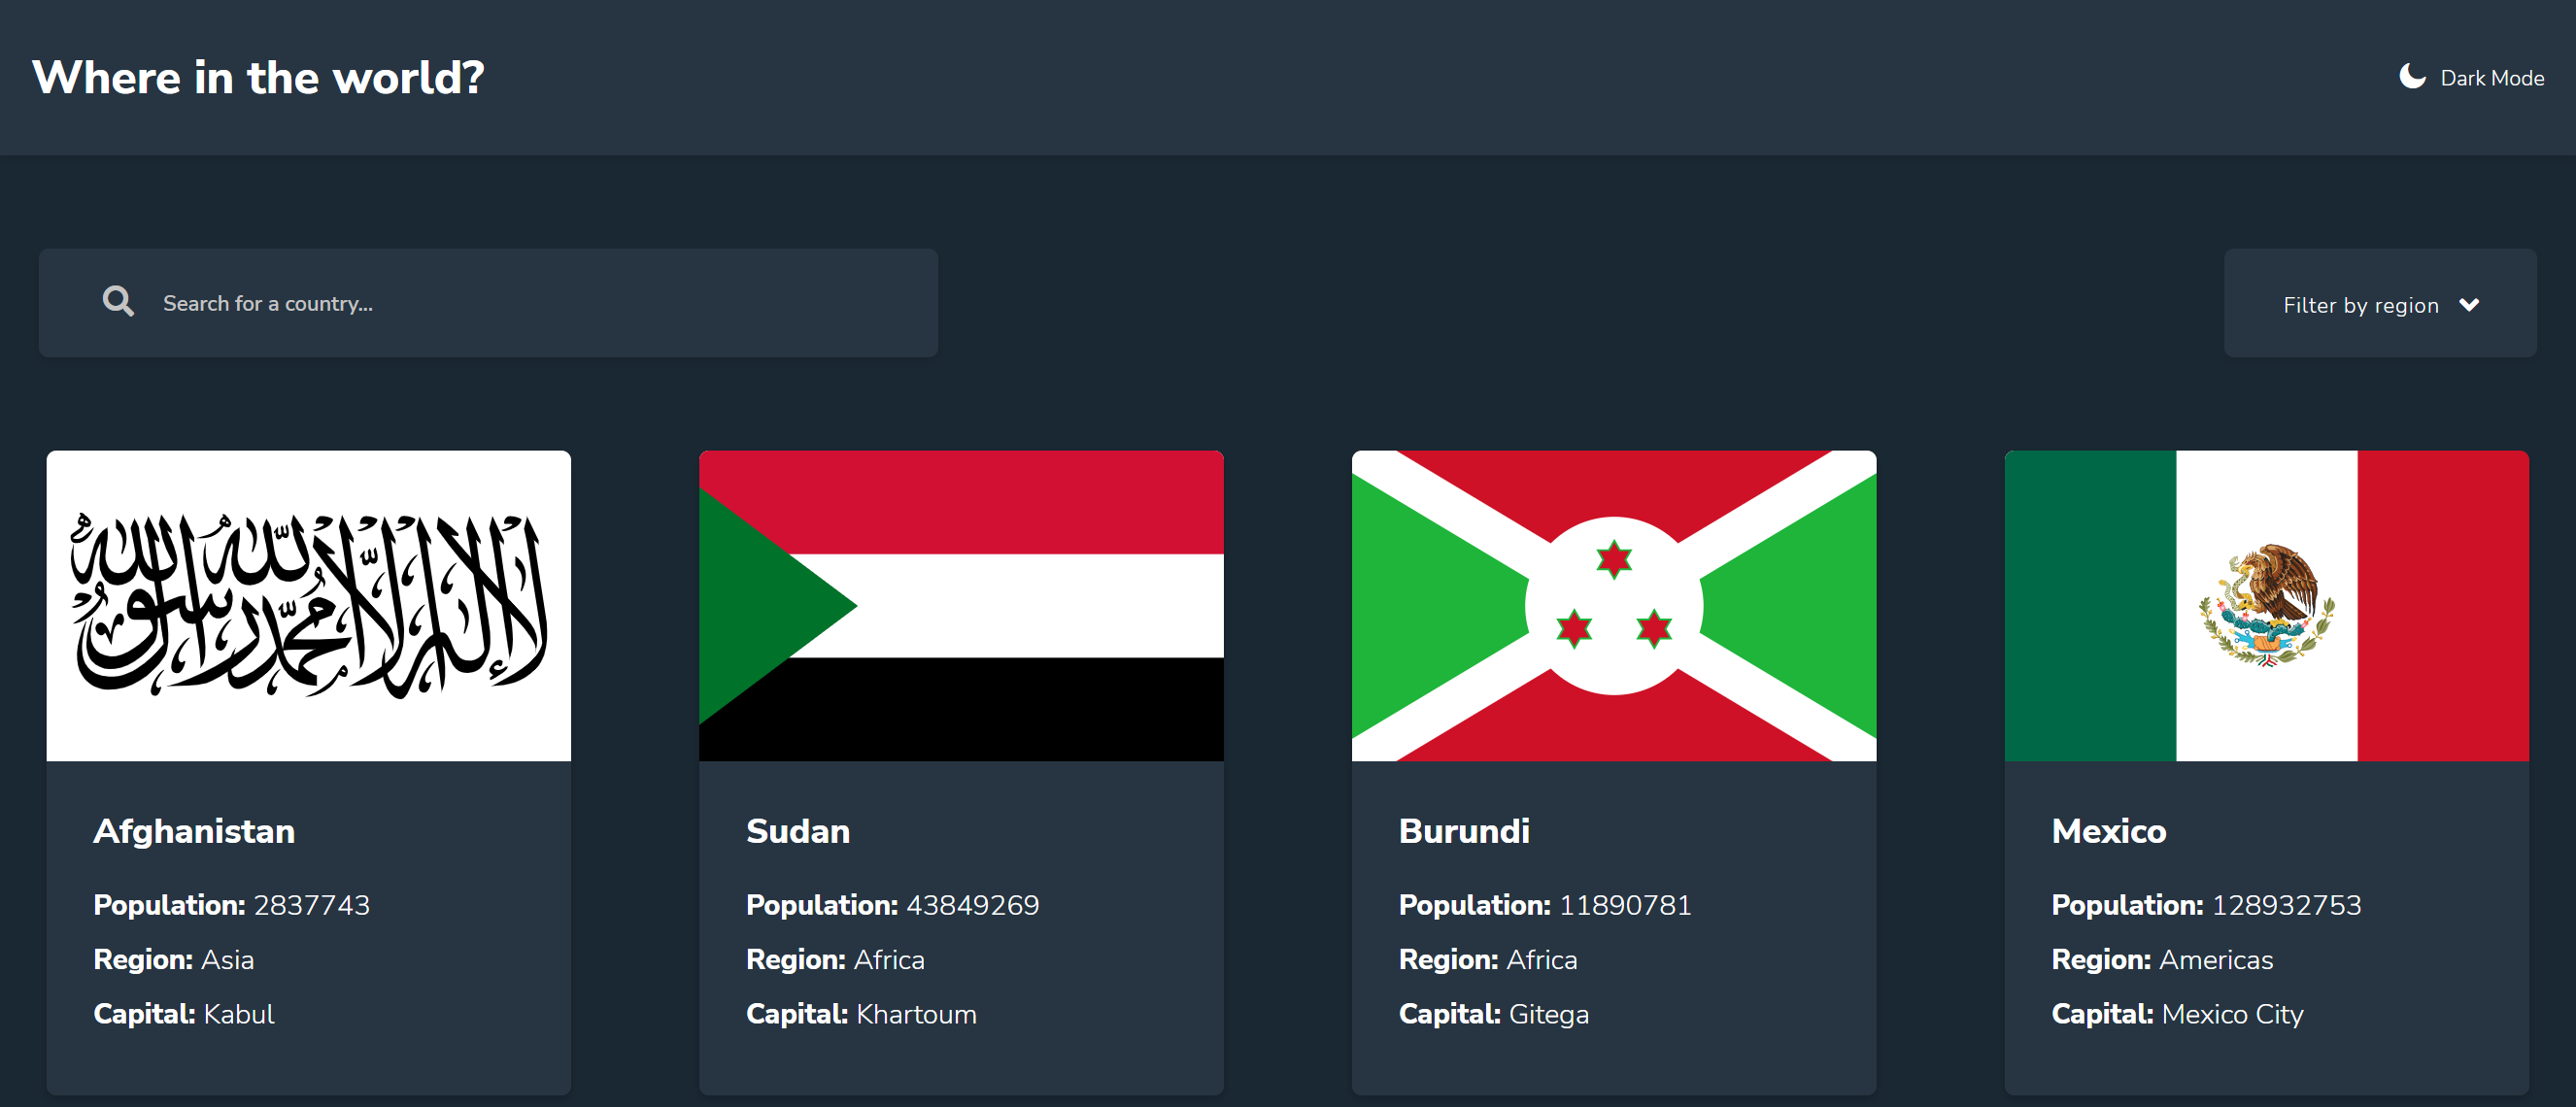 Where in the world?
Dark Mode
Search for a country...
Filter by region
لا إله إلا الله محمد رسول الله
Afghanistan
Population: 2837743
Region: Asia
Capital: Kabul
Sudan
Population: 43849269
Region: Africa
Capital: Khartoum
Burundi
Population: 11890781
Region: Africa
Capital: Gitega
Mexico
Population: 128932753
Region: Americas
Capital: Mexico City